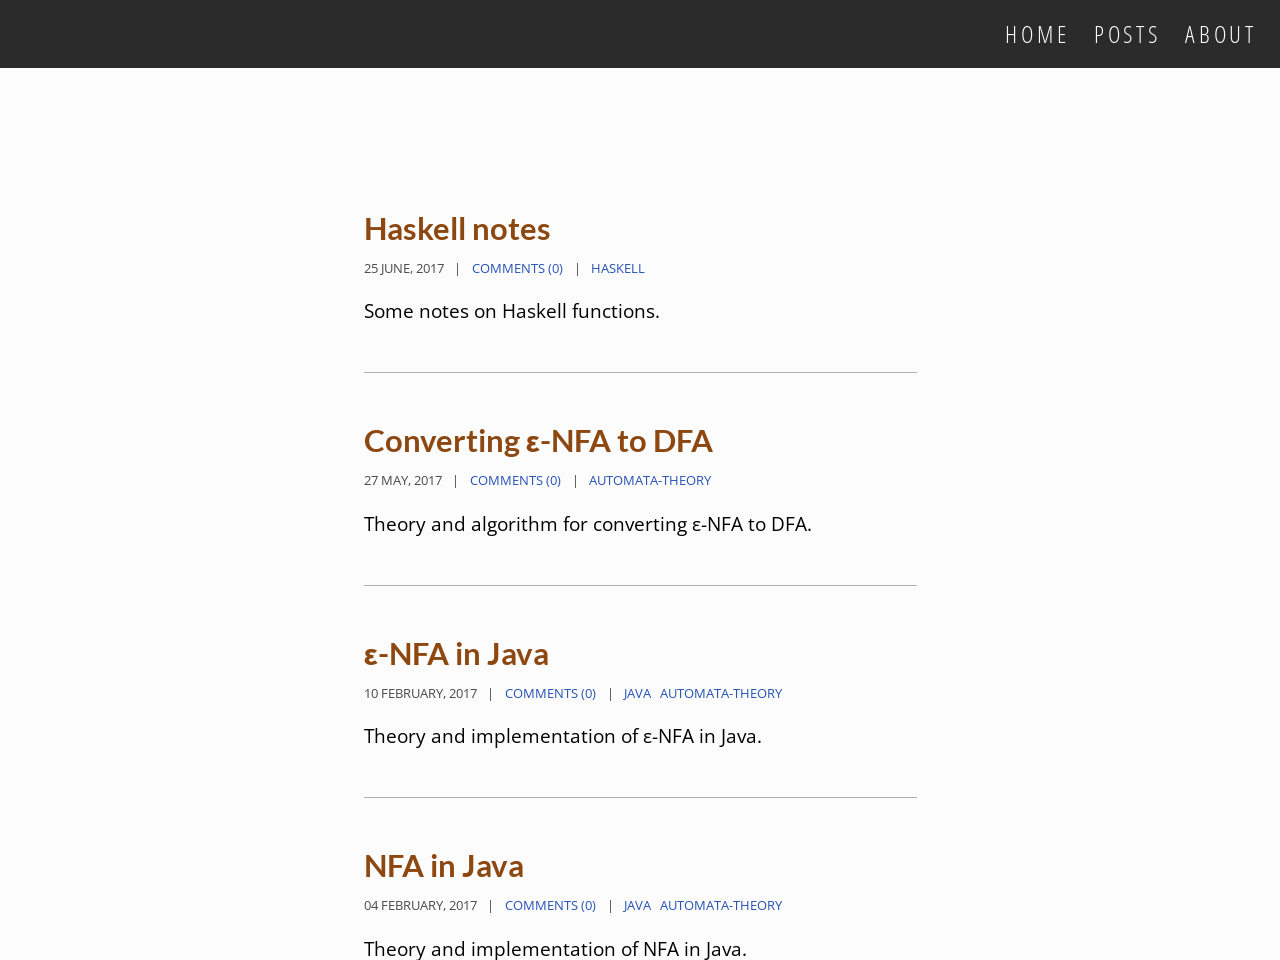 HOME POSTS ABOUT
Haskell notes
25 JUNE, 2017 | COMMENTS (0) | HASKELL
Some notes on Haskell functions.
Converting ε-NFA to DFA
27 MAY, 2017 | COMMENTS (0) | AUTOMATA-THEORY
Theory and algorithm for converting ε-NFA to DFA.
ε-NFA in Java
10 FEBRUARY, 2017 | COMMENTS (0) | JAVA AUTOMATA-THEORY
Theory and implementation of ε-NFA in Java.
NFA in Java
04 FEBRUARY, 2017 | COMMENTS (0) | JAVA AUTOMATA-THEORY
Theory and implementation of NFA in Java.